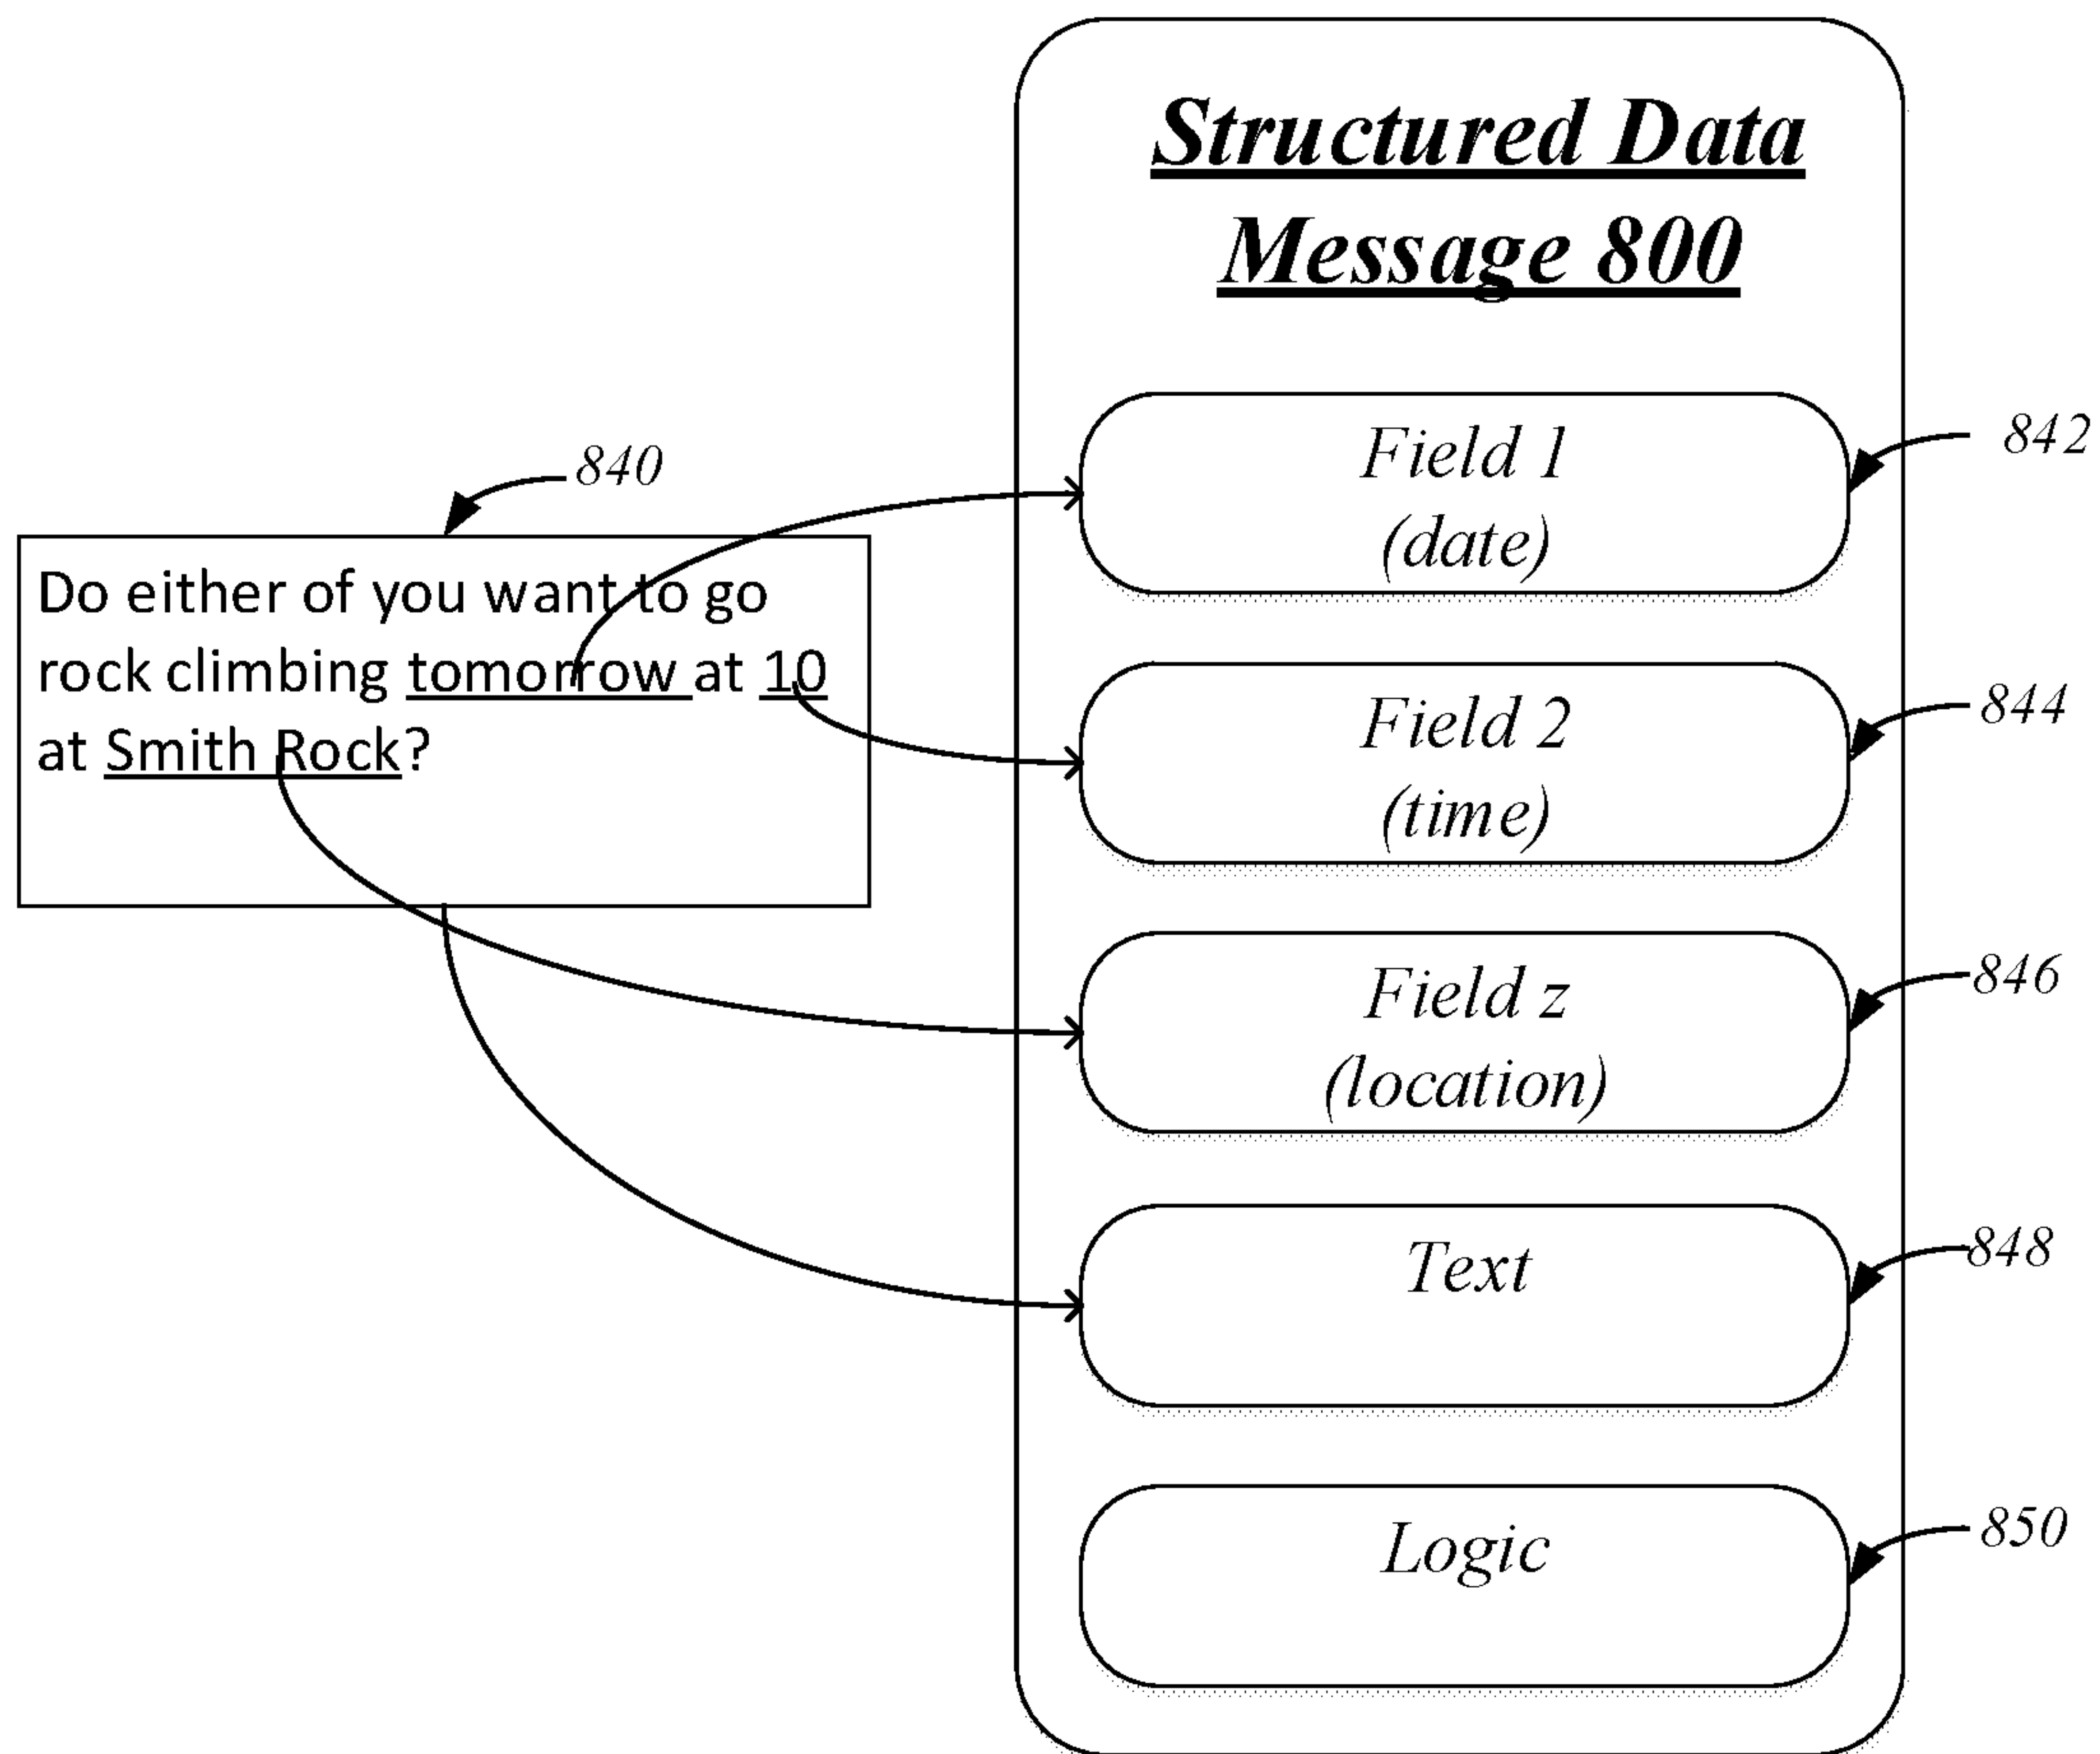 Structured Data
Message 800
840
Do either of you want to go
rock climbing tomorrow at 10
at Smith Rock?
Field 1
(date)
842
Field 2
(time)
844
Field z
(location)
846
Text
848
Logic
850